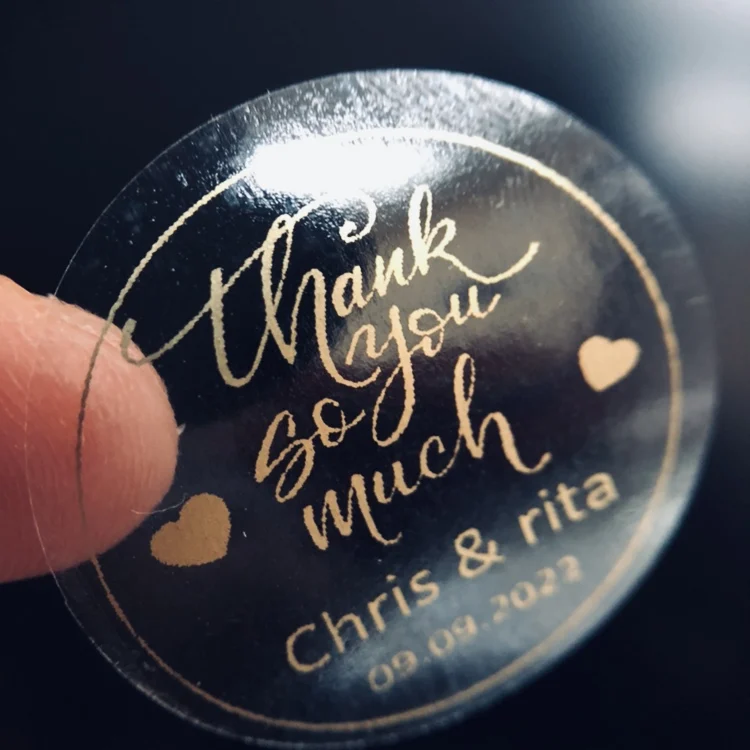 thank
you
so
much
Chris & rita
09.09.2022